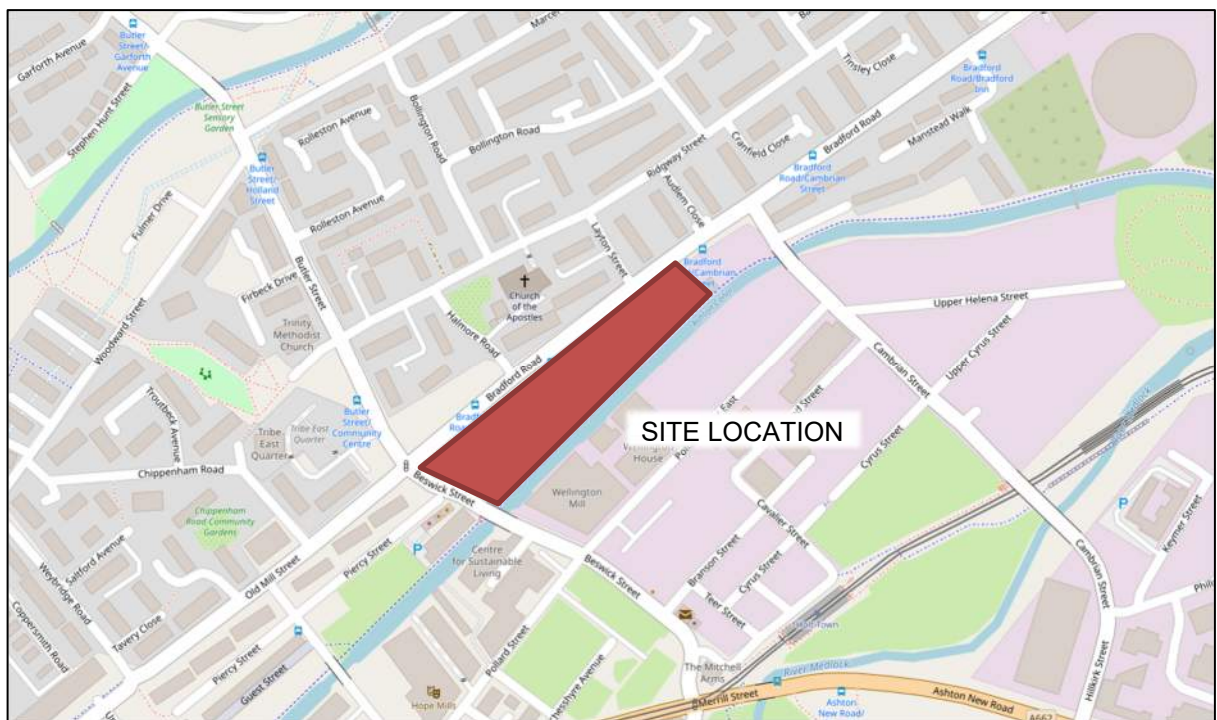 Garforth Avenue
Butler
Street/
Garforth
Avenue
Stephen Hunt Street
Butler Street
Sensory
Garden
Rolleston Avenue
Bollington Road
Bollington Road
Tinsley Close
Bradford
Road/Bradford
Inn
Cranfield Close
Bradford Road
Manstead Walk
Ridgway Street
Audlem Close
Bradford
Road/Cambrian
Street
Butler
Street/Holland
Street
Fulmer Drive
Rolleston Avenue
Butler Street
Layton Street
Church
of the
Apostles
Firbeck Drive
Trinity
Methodist
Church
Halmore Road
Woodward Street
Bradford Road
Upper Helena Street
Upper Cyrus Street
Cambrian Street
Troutbeck Avenue
Tribe
East
Quarter
Tribe East
Quarter
Butler
Street/
Community
Centre
Chippenham Road
SITE LOCATION
House
Cyrus Street
Beswick Street
Wellington
Mill
P
Keymer Street
Chippenham
Road Community
Gardens
Saltford Avenue
Weybridge Road
Old Mill Street
Piercy Street
P
Centre
for Sustainable
Living
Cavalier Street
Branson Street
Cyrus Street
Beswick Street
Teer Street
Cambrian Street
Coppersmith Road
Tavery Close
Piercy Street
Guest Street
Pollard Street
Hope Mills
The Mitchell
Arms
Merrill Street
River Medlock
Ashton
New Road/
Ashton New Road
A662
Hillkirk Street